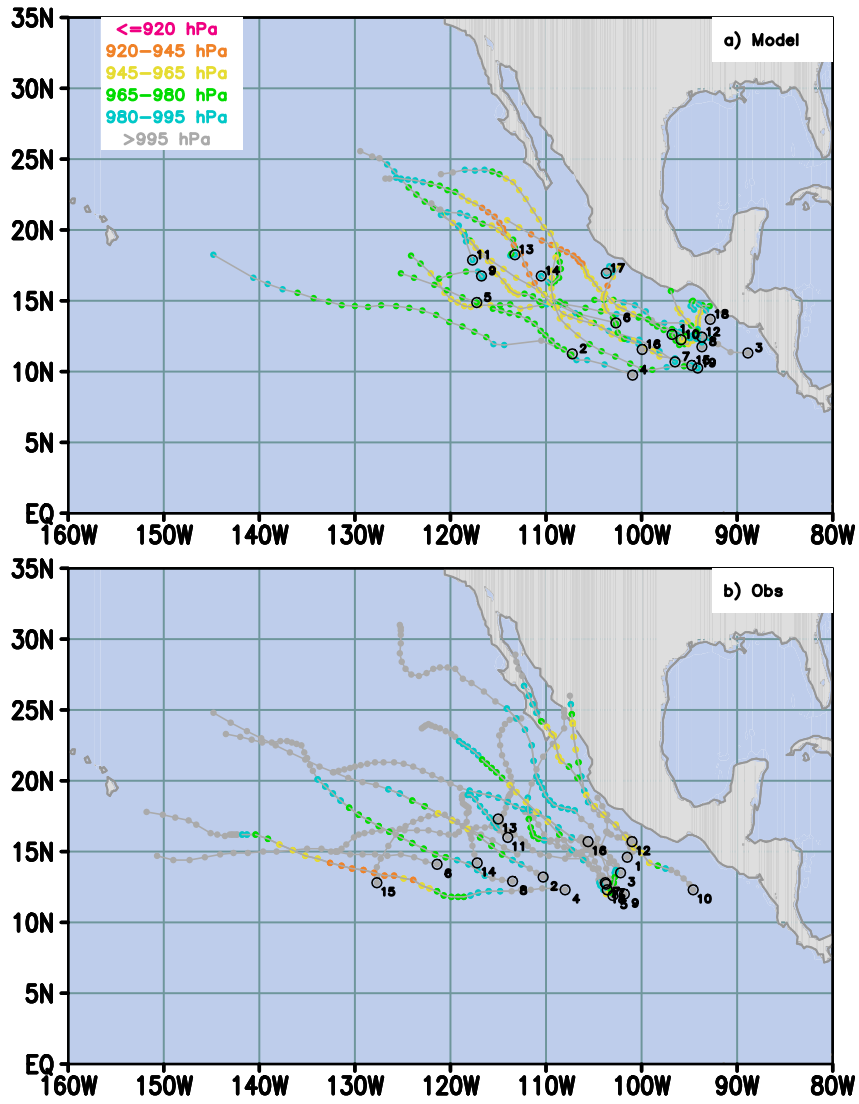 35N
30N
25N
20N
15N
10N
5N
EQ
<=920 hPa
920-945 hPa
945-965 hPa
965-980 hPa
980-995 hPa
>995 hPa
a) Model
11
13
9
14
17
5
6
1
10
12
8
18
2
16
7
3
4
19
160W 150W 140W 130W 120W 110W 100W 90W 80W
35N
30N
25N
20N
15N
10N
5N
EQ
b) Obs
13
11
16
12
1
15
6
14
8
2
4
3
5
9
10
160W 150W 140W 130W 120W 110W 100W 90W 80W